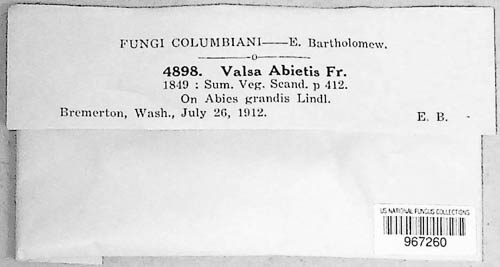 FUNGI COLUMBIANI—E. Bartholomew.
o
4898. Valsa Abietis Fr.
1849 : Sum. Veg. Scand. p 412.
On Abies grandis Lindl.
Bremerton, Wash., July 26, 1912. E. B.
US NATIONAL FUNGUS COLLECTIONS
967260